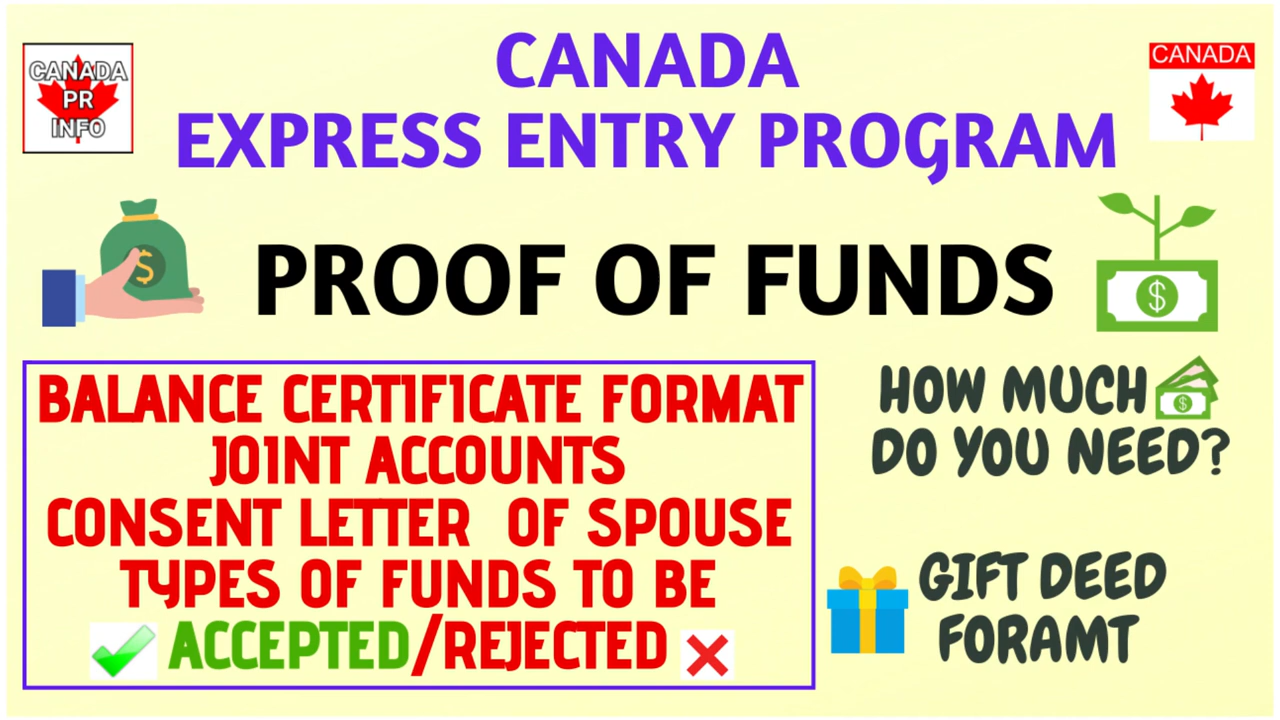 CANADA
PR
INFO
CANADA
EXPRESS ENTRY PROGRAM
CANADA
$
PROOF OF FUNDS
$
BALANCE CERTIFICATE FORMAT
JOINT ACCOUNTS
CONSENT LETTER OF SPOUSE
TYPES OF FUNDS TO BE
ACCEPTED/REJECTED
HOW MUCH
$
DO YOU NEED?
GIFT DEED
FORAMT